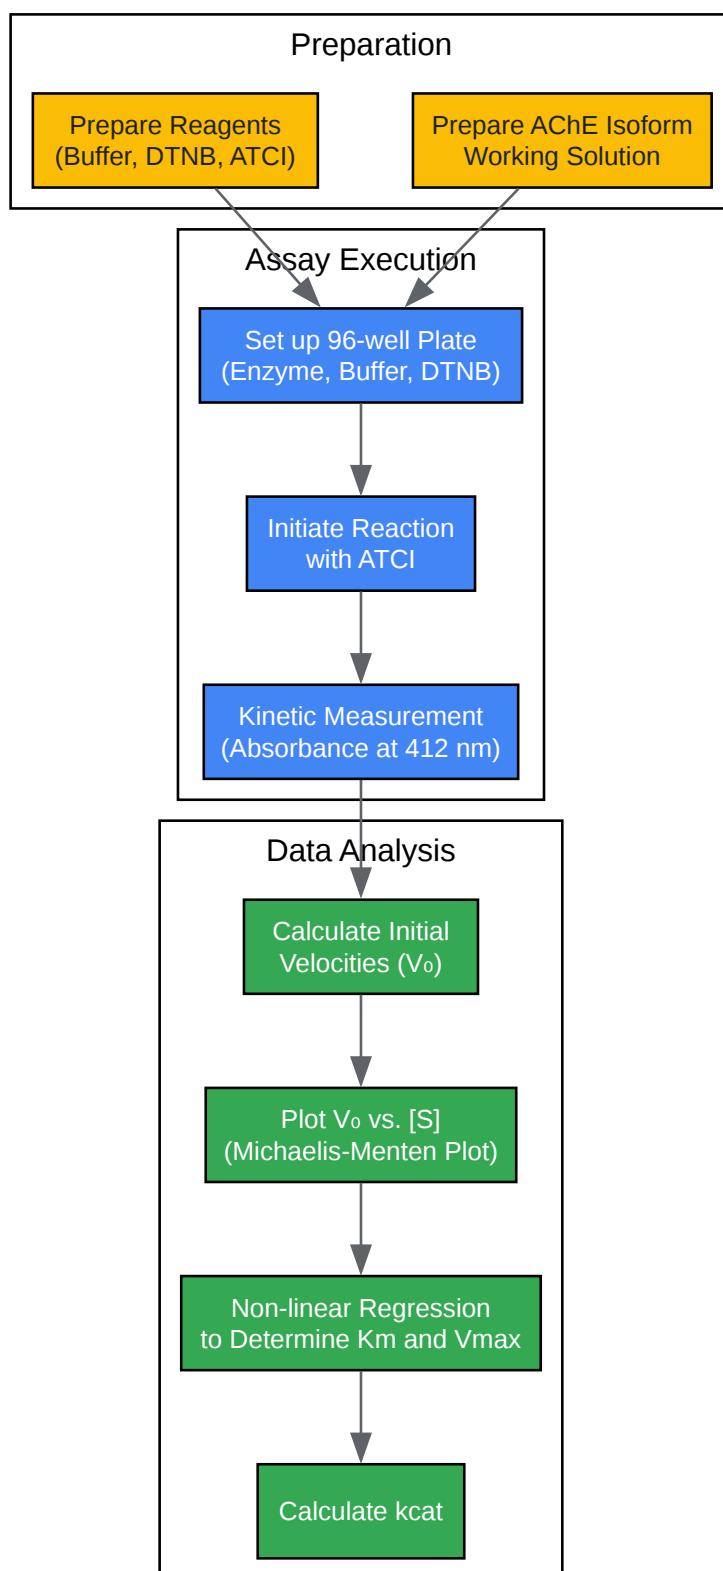 Preparation
Prepare Reagents
(Buffer, DTNB, ATCI)
Prepare AChE Isoform
Working Solution
Assay Execution
Set up 96-well Plate
(Enzyme, Buffer, DTNB)
Initiate Reaction
with ATCI
Kinetic Measurement
(Absorbance at 412 nm)
Data Analysis
Calculate Initial
Velocities (V₀)
Plot V₀ vs. [S]
(Michaelis-Menten Plot)
Non-linear Regression
to Determine Km and Vmax
Calculate kcat